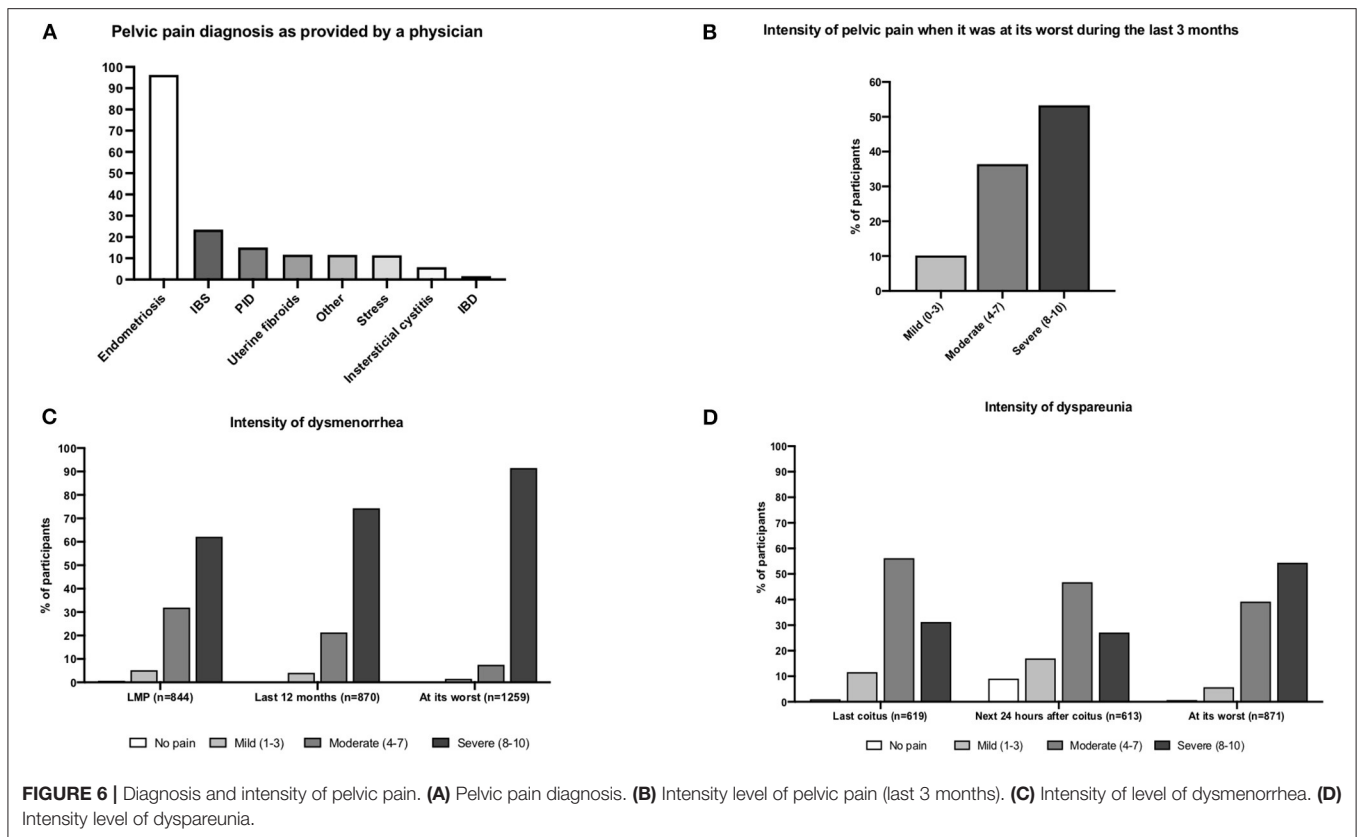 A
Pelvic pain diagnosis as provided by a physician
100
90
80
70
60
50
40
30
20
10
0
Endometriosis
IBS
PID
Uterine fibroids
Other
Stress
Insterstical cystitis
IBD
B
Intensity of pelvic pain when it was at its worst during the last 3 months
% of participants
60
50
40
30
20
10
0
Mild (0-3)
Moderate (4-7)
Severe (8-10)
C
Intensity of dysmenorrhea
% of participants
100
90
80
70
60
50
40
30
20
10
0
LMP (n=844)
Last 12 months (n=870)
At its worst (n=1259)
No pain
Mild (1-3)
Moderate (4-7)
Severe (8-10)
D
Intensity of dyspareunia
% of participants
100
90
80
70
60
50
40
30
20
10
0
Last coitus (n=619)
Next 24 hours after coitus (n=613)
At its worst (n=871)
No pain
Mild (1-3)
Moderate (4-7)
Severe (8-10)
FIGURE 6 | Diagnosis and intensity of pelvic pain. (A) Pelvic pain diagnosis. (B) Intensity level of pelvic pain (last 3 months). (C) Intensity of level of dysmenorrhea. (D)
Intensity level of dyspareunia.